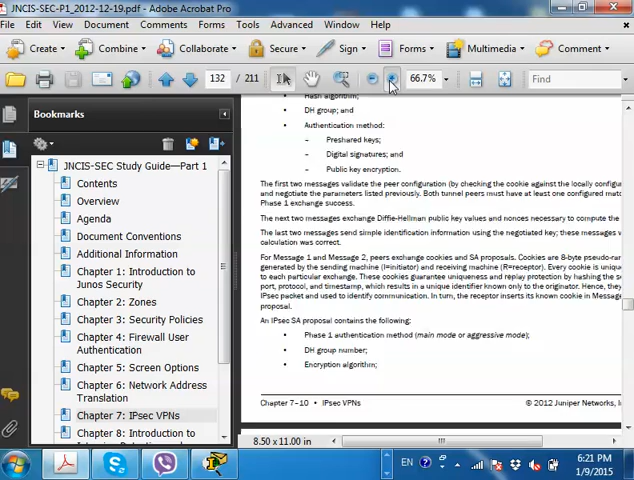 JNCIS-SEC-P1_2012-12-19.pdf - Adobe Acrobat Pro
File Edit View Document Comments Forms Tools Advanced Window Help
Create Combine Collaborate Secure Sign Forms Multimedia Comment
132 / 211 66.7% Find
Bookmarks
JNCIS-SEC Study Guide—Part 1
Contents
Overview
Agenda
Document Conventions
Additional Information
Chapter 1: Introduction to
Junos Security
Chapter 2: Zones
Chapter 3: Security Policies
Chapter 4: Firewall User
Authentication
Chapter 5: Screen Options
Chapter 6: Network Address
Translation
Chapter 7: IPsec VPNs
Chapter 8: Introduction to
Hash algorithm;
• DH group; and
• Authentication method:
– Preshared keys;
– Digital signatures; and
– Public key encryption.
The first two messages validate the peer configuration (by checking the cookie against the locally configu
and negotiate the parameters listed previously. Both tunnel peers must have at least one configured matc
Phase 1 exchange success.
The next two messages exchange Diffie-Hellman public key values and nonces necessary to compute the
The last two messages send simple identification information using the negotiated key. These messages ve
calculation was correct.
For Message 1 and Message 2, peers exchange cookies and SA proposals. Cookies are 8-byte pseudo-ra
generated by the sending machine (I=initiator) and receiving machine (R=receptor). Every cookie is uniqu
to each particular exchange. These cookies guarantee uniqueness and replay protection by hashing the se
port, protocol, and timestamp, which results in a unique identifier known only to the originator. These cook
IPsec packet and used to identify communication. In turn, the receptor inserts its known cookie in Message
proposal.
An IPsec SA proposal contains the following:
• Phase 1 authentication method (main mode or aggressive mode);
• DH group number;
• Encryption algorithm;
Chapter 7–10 • IPsec VPNs © 2012 Juniper Networks, I
8.50 x 11.00 in
EN 6:21 PM
1/9/2015